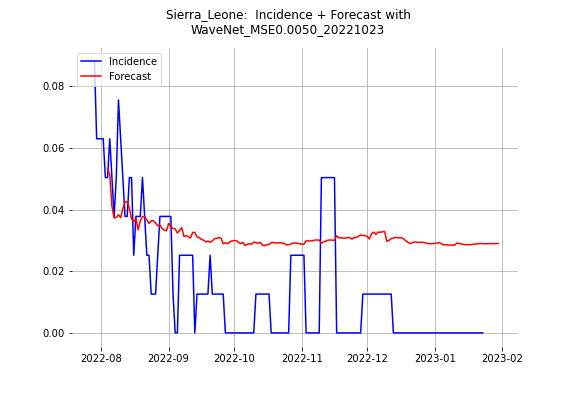 Sierra_Leone:  Incidence + Forecast with
WaveNet_MSE0.0050_20221023
Incidence
Forecast
0.08
0.06
0.04
0.02
0.00
2022-08 2022-09 2022-10 2022-11 2022-12 2023-01 2023-02